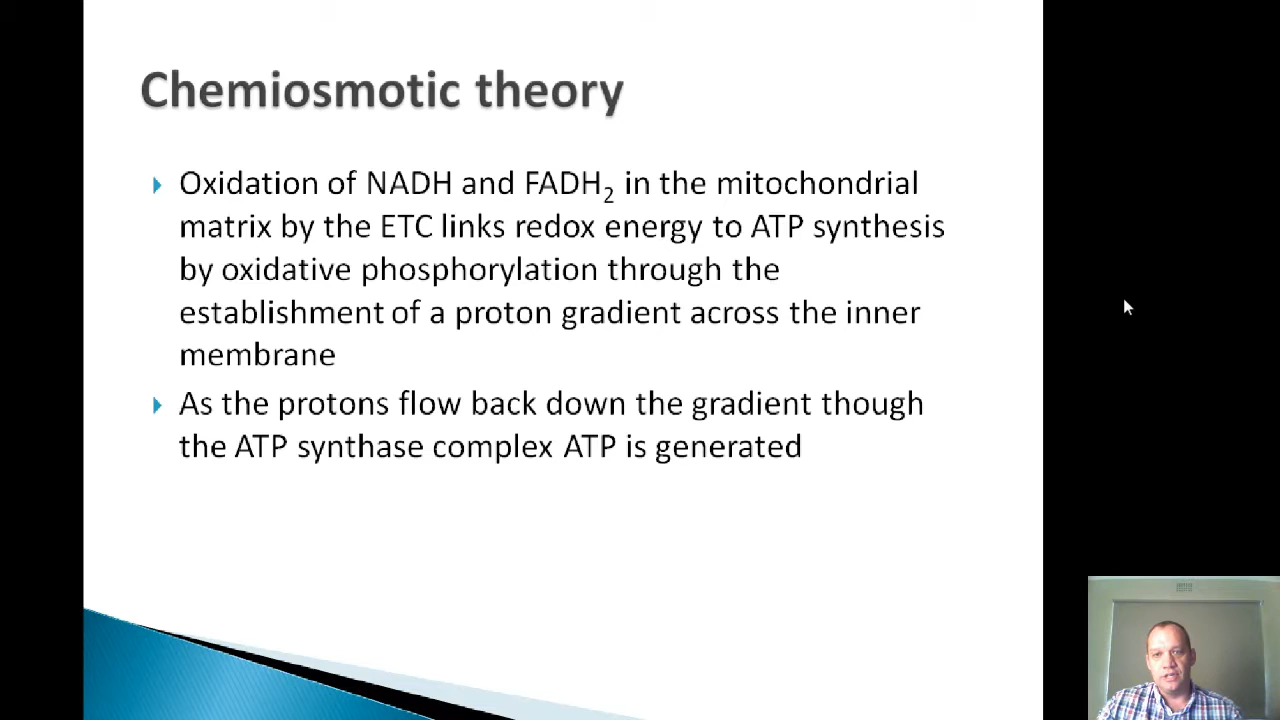 Chemiosmotic theory
Oxidation of NADH and FADH₂ in the mitochondrial
matrix by the ETC links redox energy to ATP synthesis
by oxidative phosphorylation through the
establishment of a proton gradient across the inner
membrane
As the protons flow back down the gradient though
the ATP synthase complex ATP is generated